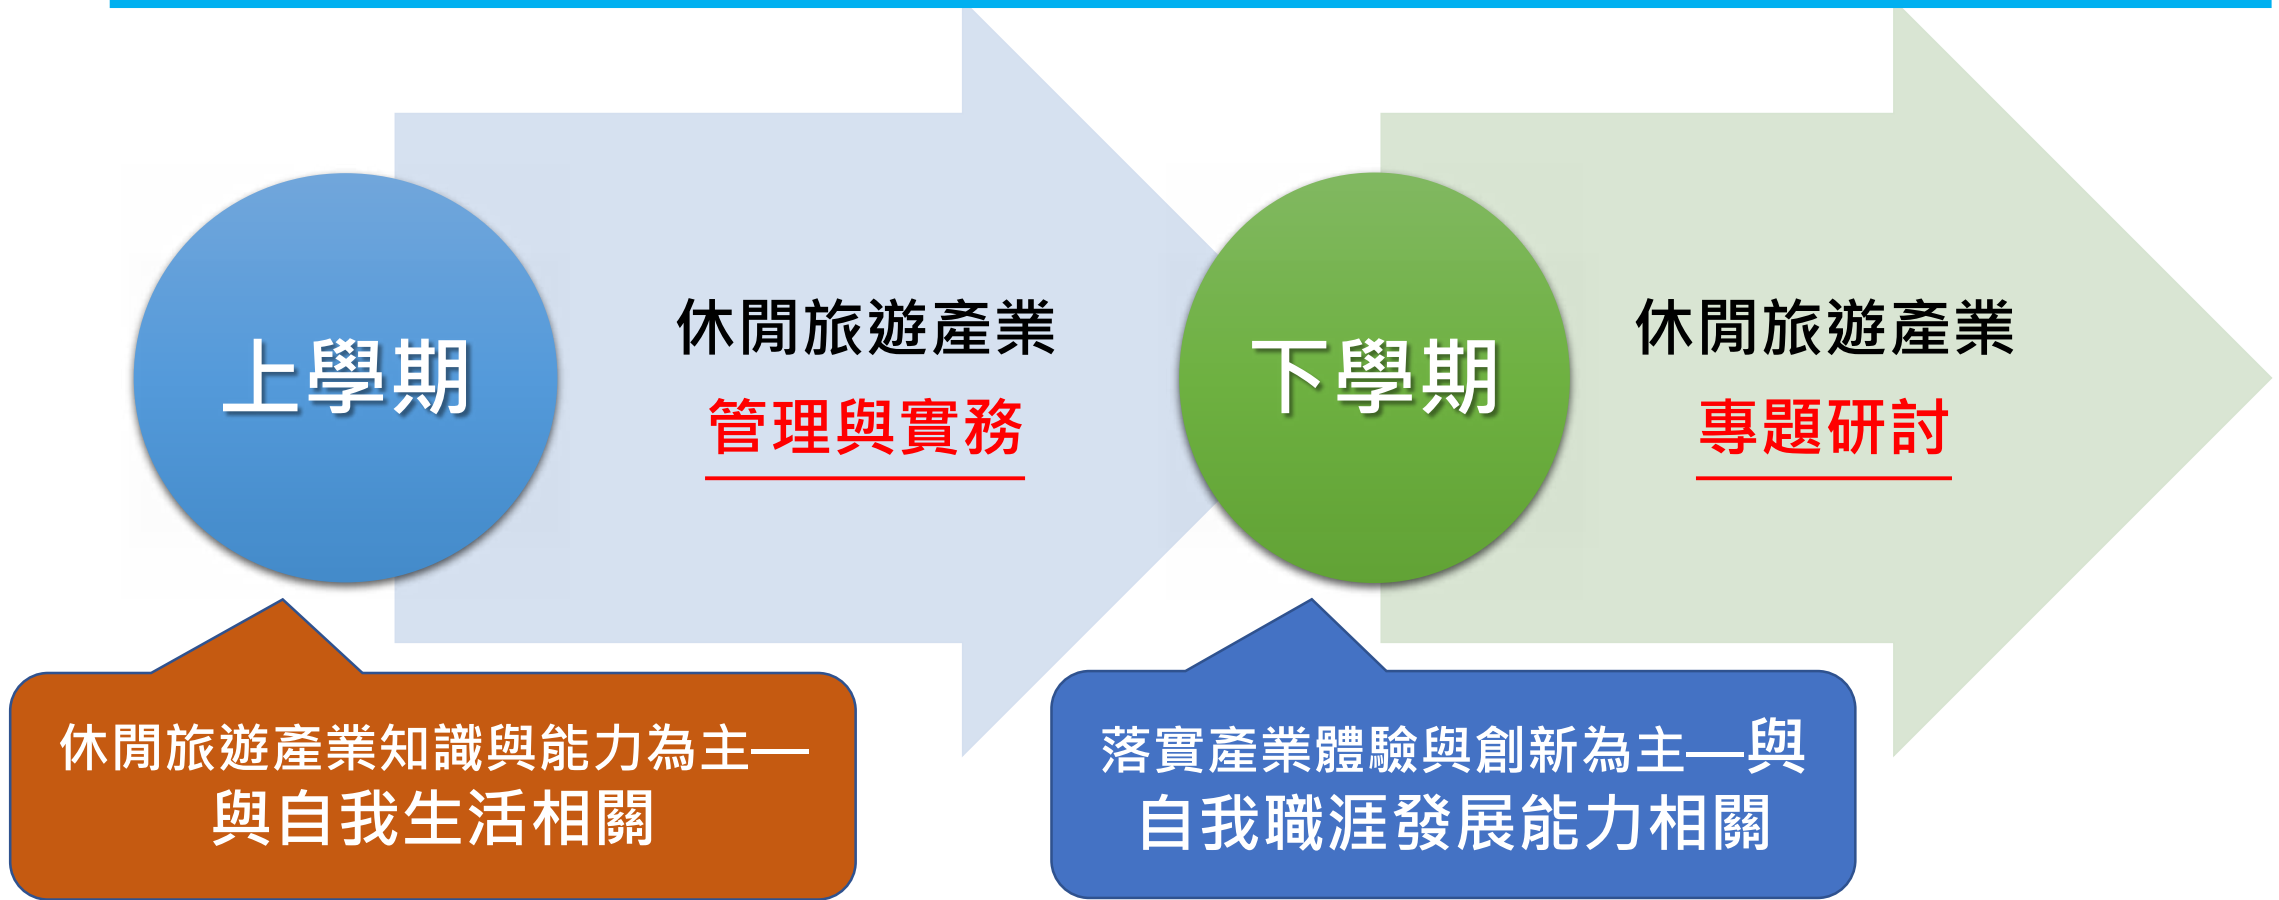 上學期
休閒旅遊產業
管理與實務
下學期
休閒旅遊產業
專題研討
休閒旅遊產業知識與能力為主—
與自我生活相關
落實產業體驗與創新為主—與
自我職涯發展能力相關